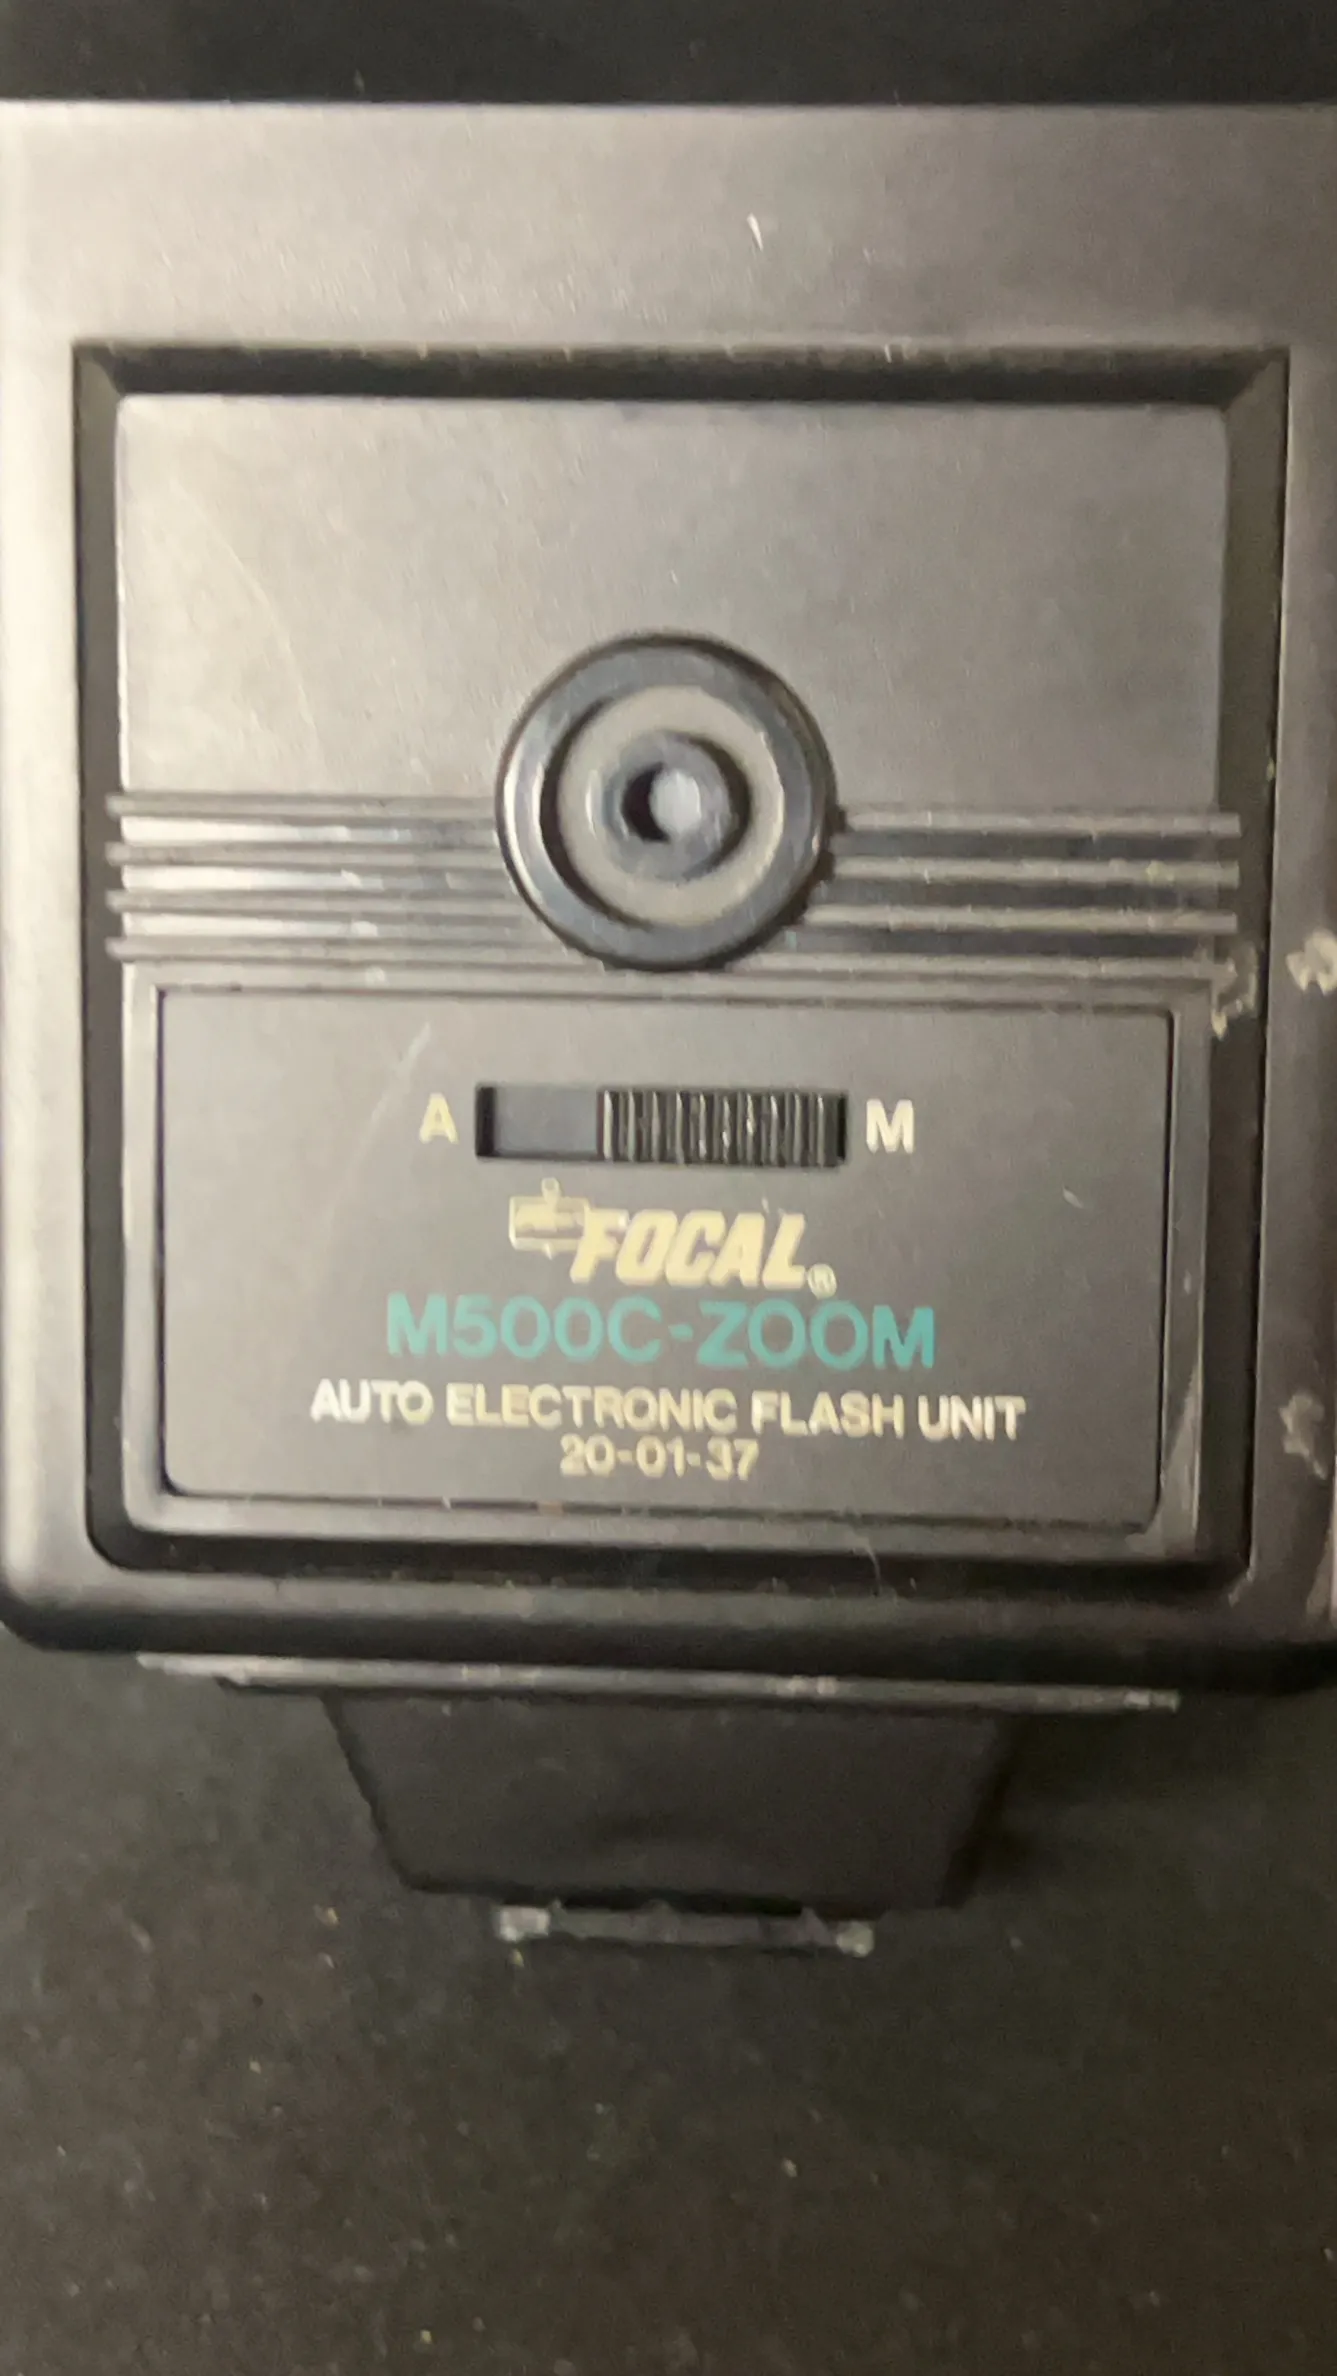 A M
FOCAL®
M500C-ZOOM
AUTO ELECTRONIC FLASH UNIT
20-01-37